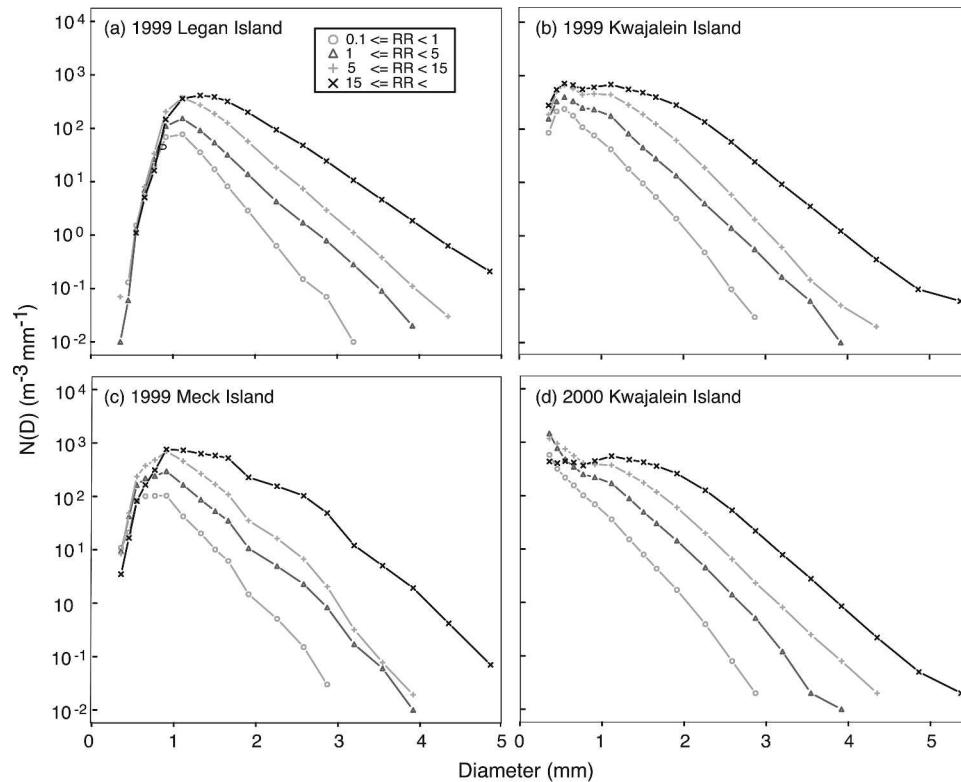 (a) 1999 Legan Island
0.1 <= RR < 1
1 <= RR < 5
5 <= RR < 15
15 <= RR <
(b) 1999 Kwajalein Island
10⁴
10³
10²
10¹
10⁰
10⁻¹
10⁻²
N(D) (m⁻³ mm⁻¹)
(c) 1999 Meck Island
(d) 2000 Kwajalein Island
10⁴
10³
10²
10¹
10
10⁻¹
10⁻²
0 1 2 3 4 5
0 1 2 3 4 5
Diameter (mm)